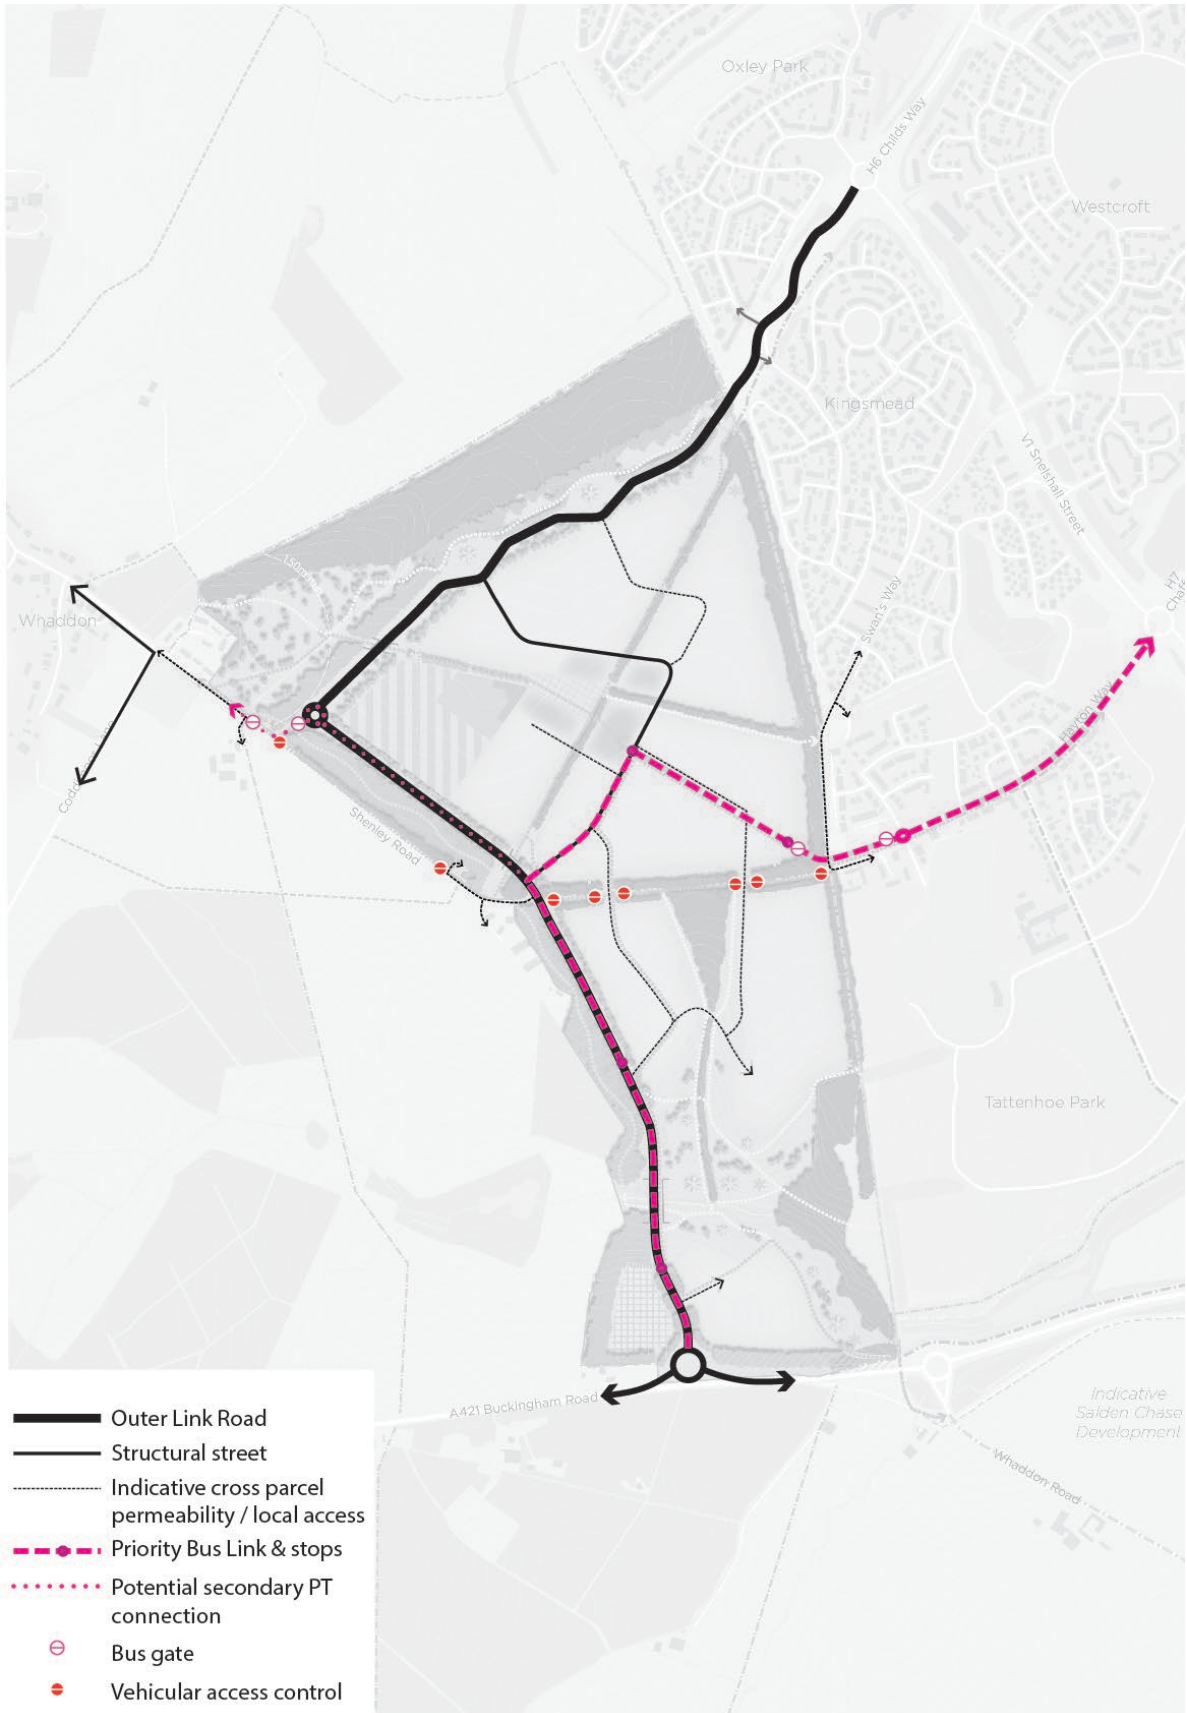 Oxley Park
H6 Childs Way
Westcroft
Kingsmead
V1 Snelshall Street
H7
150m
Whaddon
Swan's Way
Hayton Way
Shenley Road
Tattenhoe Park
A421 Buckingham Road
Indicative
Salden Chase
Development
Whaddon Road
Outer Link Road
Structural street
Indicative cross parcel
permeability / local access
Priority Bus Link & stops
Potential secondary PT
connection
Bus gate
Vehicular access control